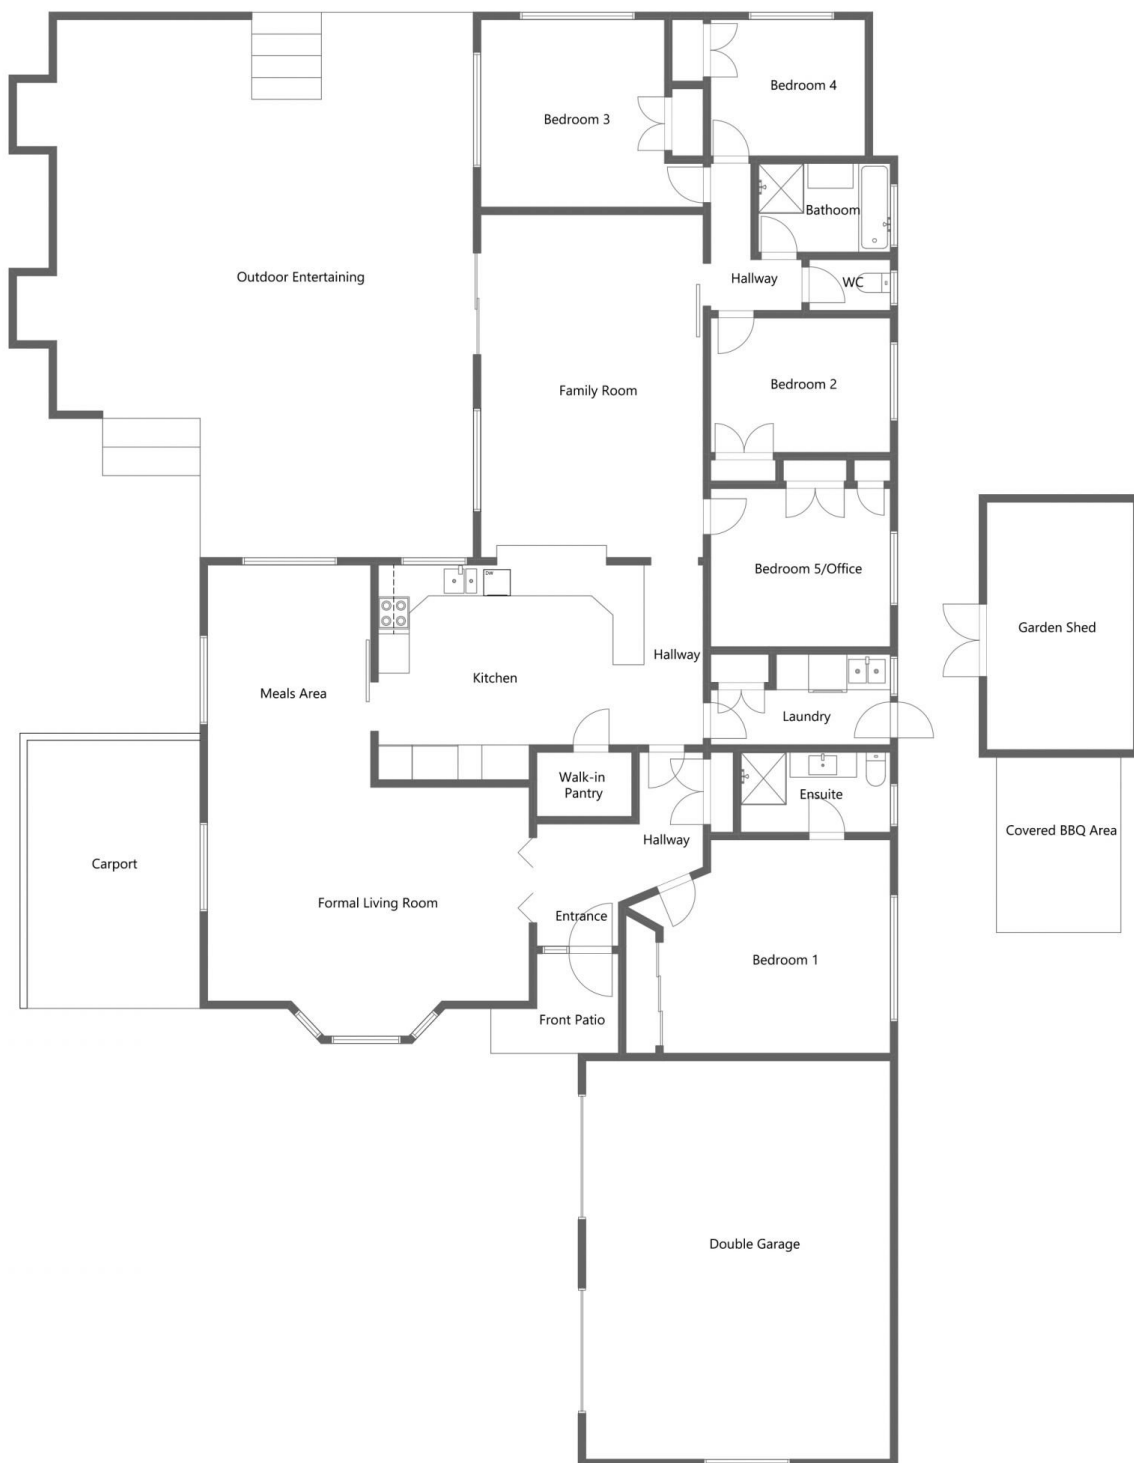 Bedroom 4
Bedroom 3
Bathoom
Outdoor Entertaining
Hallway
WC
Bedroom 2
Family Room
Bedroom 5/Office
DW
Garden Shed
Hallway
Kitchen
Meals Area
Laundry
Walk-in
Pantry
Ensuite
Covered BBQ Area
Hallway
Carport
Formal Living Room
Entrance
Bedroom 1
Front Patio
Double Garage